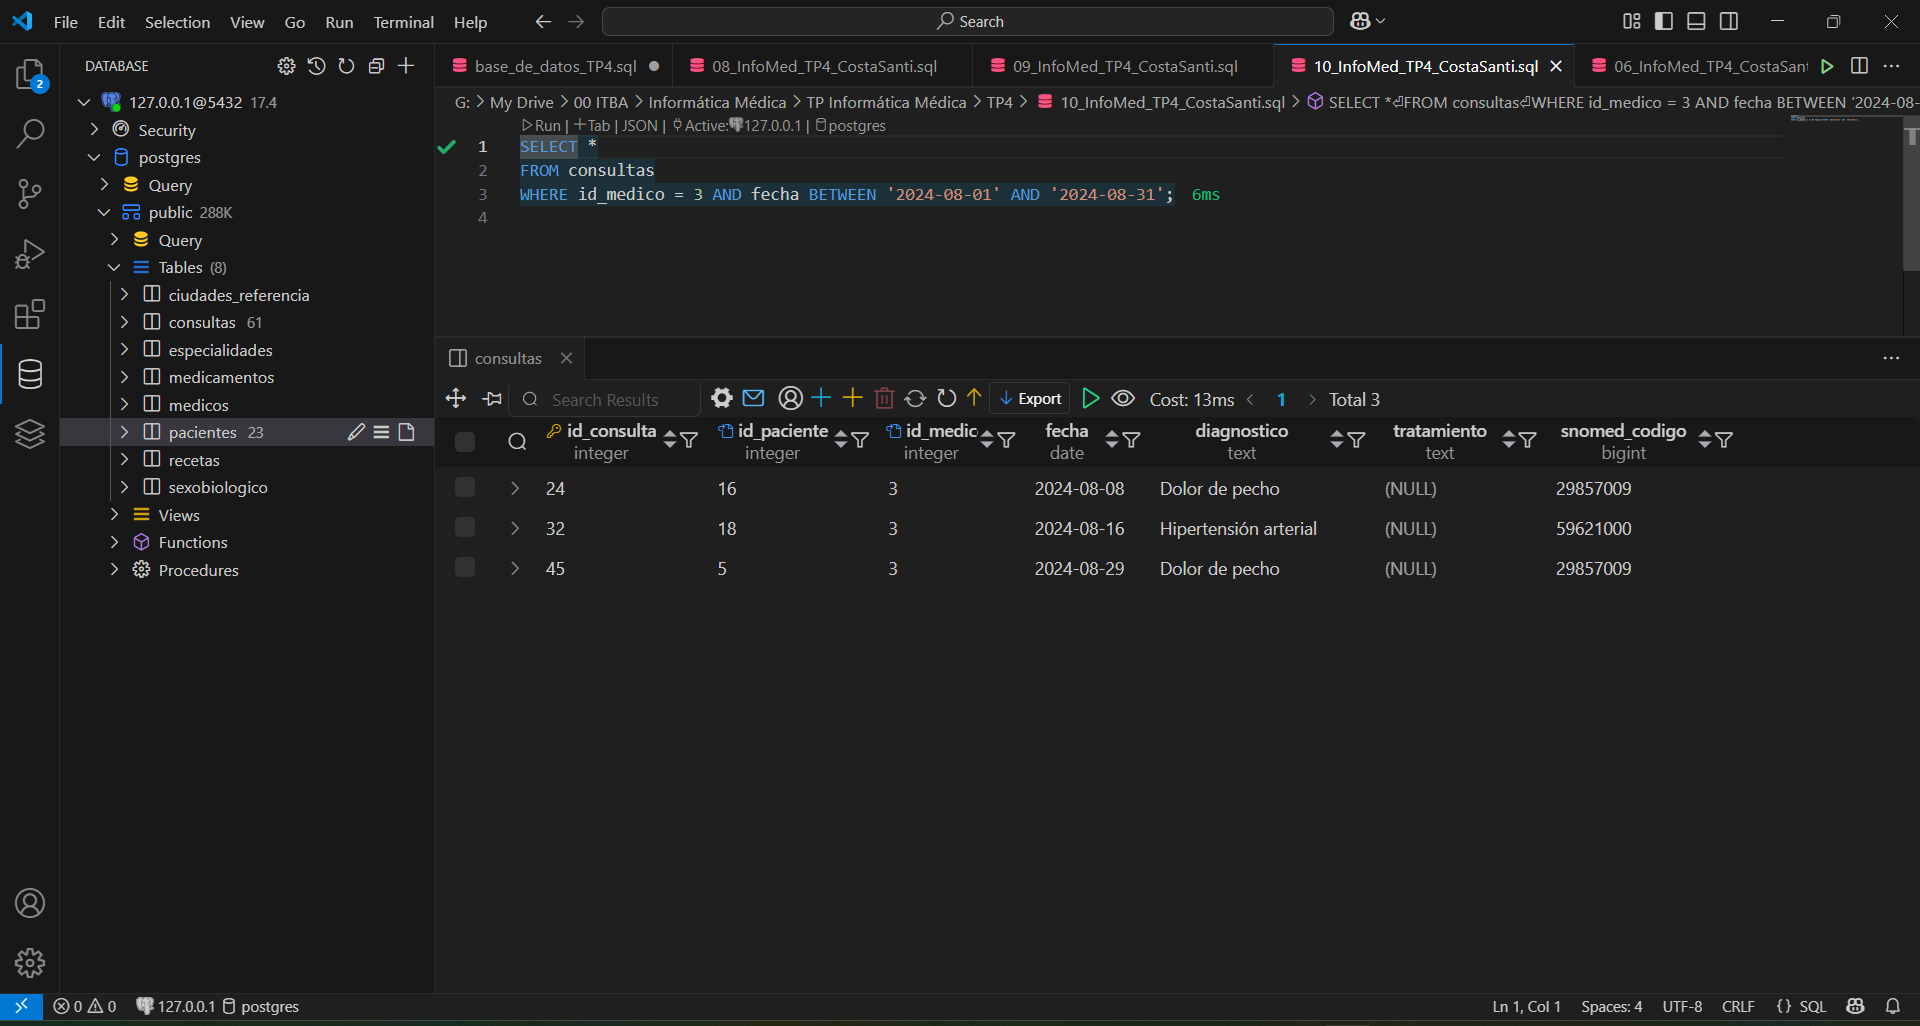 File Edit Selection View Go Run Terminal Help
Search
DATABASE
127.0.0.1@5432 17.4
Security
postgres
Query
public 288K
Query
Tables (8)
ciudades_referencia
consultas 61
especialidades
medicamentos
medicos
pacientes 23
recetas
sexobiologico
Views
Functions
Procedures
2
base_de_datos_TP4.sql
08_InfoMed_TP4_CostaSanti.sql
09_InfoMed_TP4_CostaSanti.sql
10_InfoMed_TP4_CostaSanti.sql
06_InfoMed_TP4_CostaSant
G: > My Drive > 00 ITBA > Informática Médica > TP Informática Médica > TP4 > 10_InfoMed_TP4_CostaSanti.sql > SELECT *⏎FROM consultas⏎WHERE id_medico = 3 AND fecha BETWEEN '2024-08-
Run | +Tab | JSON | Active:127.0.0.1 | postgres
1 SELECT *
2 FROM consultas
3 WHERE id_medico = 3 AND fecha BETWEEN '2024-08-01' AND '2024-08-31'; 6ms
4
consultas
Search Results
Export
Cost: 13ms < 1 > Total 3
id_consulta id_paciente id_medic fecha diagnostico tratamiento snomed_codigo
integer integer integer date text text bigint
24 16 3 2024-08-08 Dolor de pecho (NULL) 29857009
32 18 3 2024-08-16 Hipertensión arterial (NULL) 59621000
45 5 3 2024-08-29 Dolor de pecho (NULL) 29857009
0 0 127.0.0.1 postgres
Ln 1, Col 1 Spaces: 4 UTF-8 CRLF {} SQL